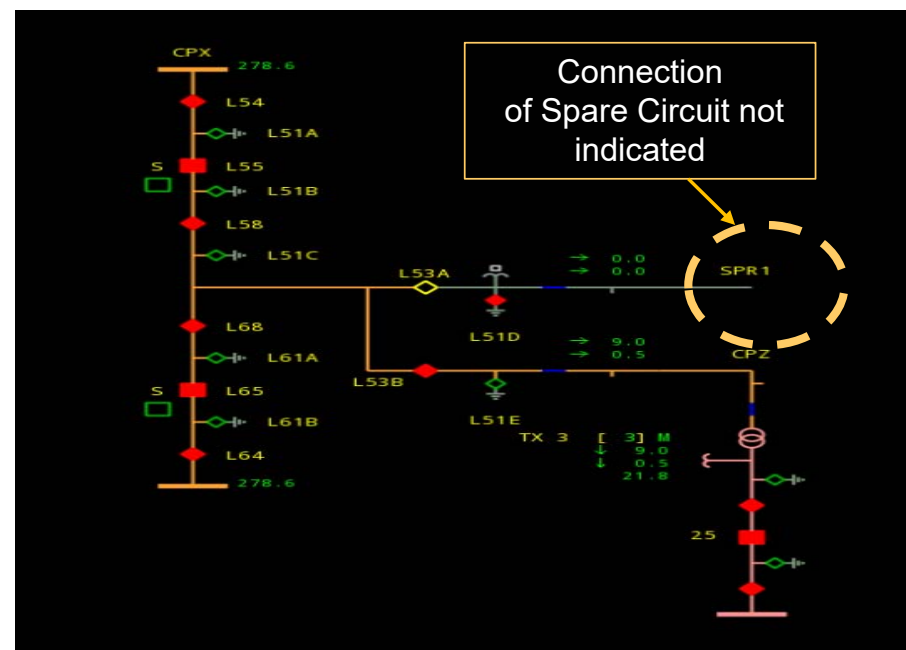 Connection
of Spare Circuit not
indicated
CPX
278.6
L54
L51A
S
L55
L51B
L58
L51C
L53A
→ 0.0
→ 0.0
SPR1
L68
L51D
→ 9.0
→ 0.5
CPZ
L61A
L53B
S
L65
L61B
L51E
TX 3 [ 3] M
↓ 9.0
↓ 0.5
21.8
L64
278.6
25